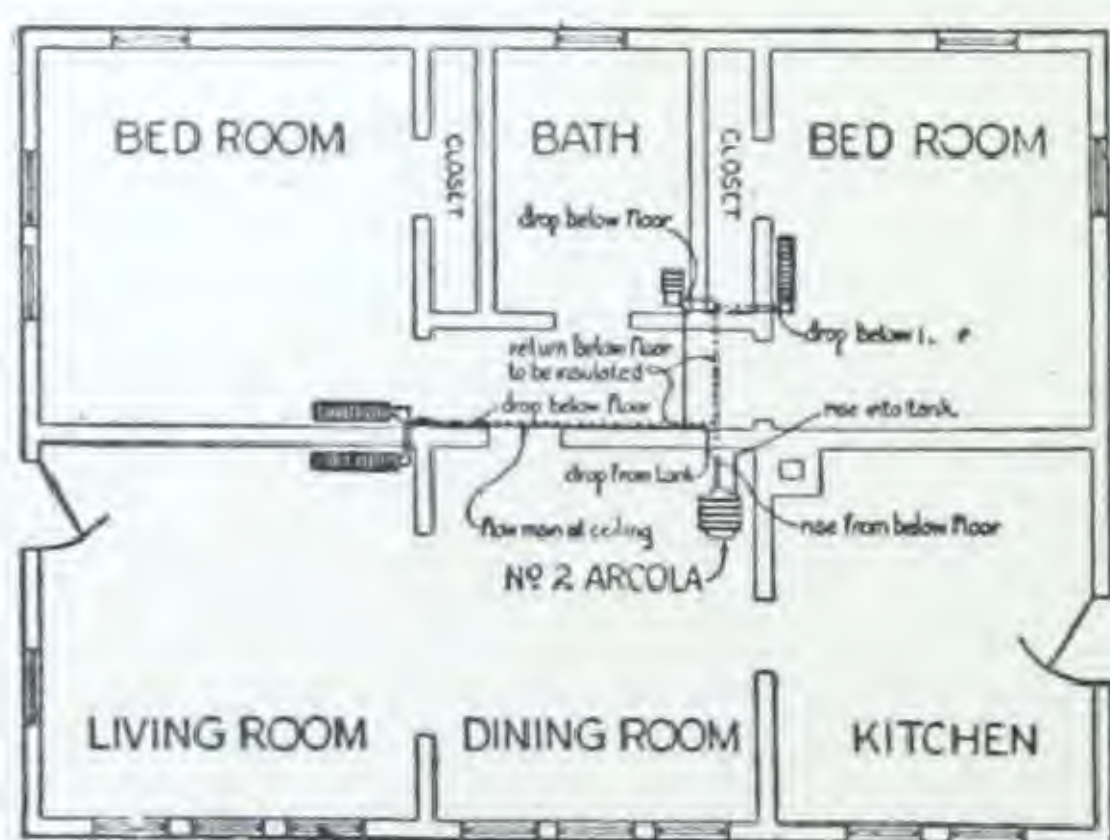 BED ROOM
CLOSET
BATH
CLOSET
BED ROOM
drop below floor
drop below
return below floor
to be insulated
drop below floor
rise into tank
drop from tank
flow main at ceiling
rise from below floor
Nº 2 ARCOLA
LIVING ROOM
DINING ROOM
KITCHEN